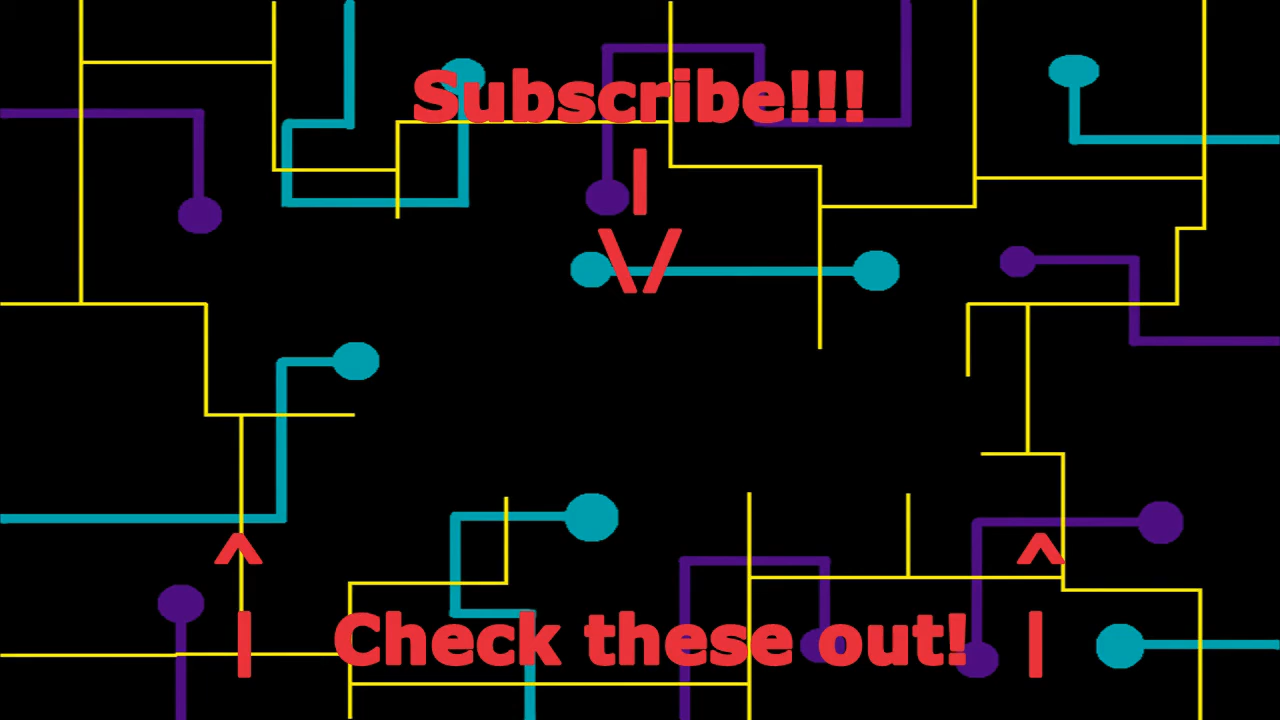 Subscribe!!!
|
\/
^ ^
| Check these out! |